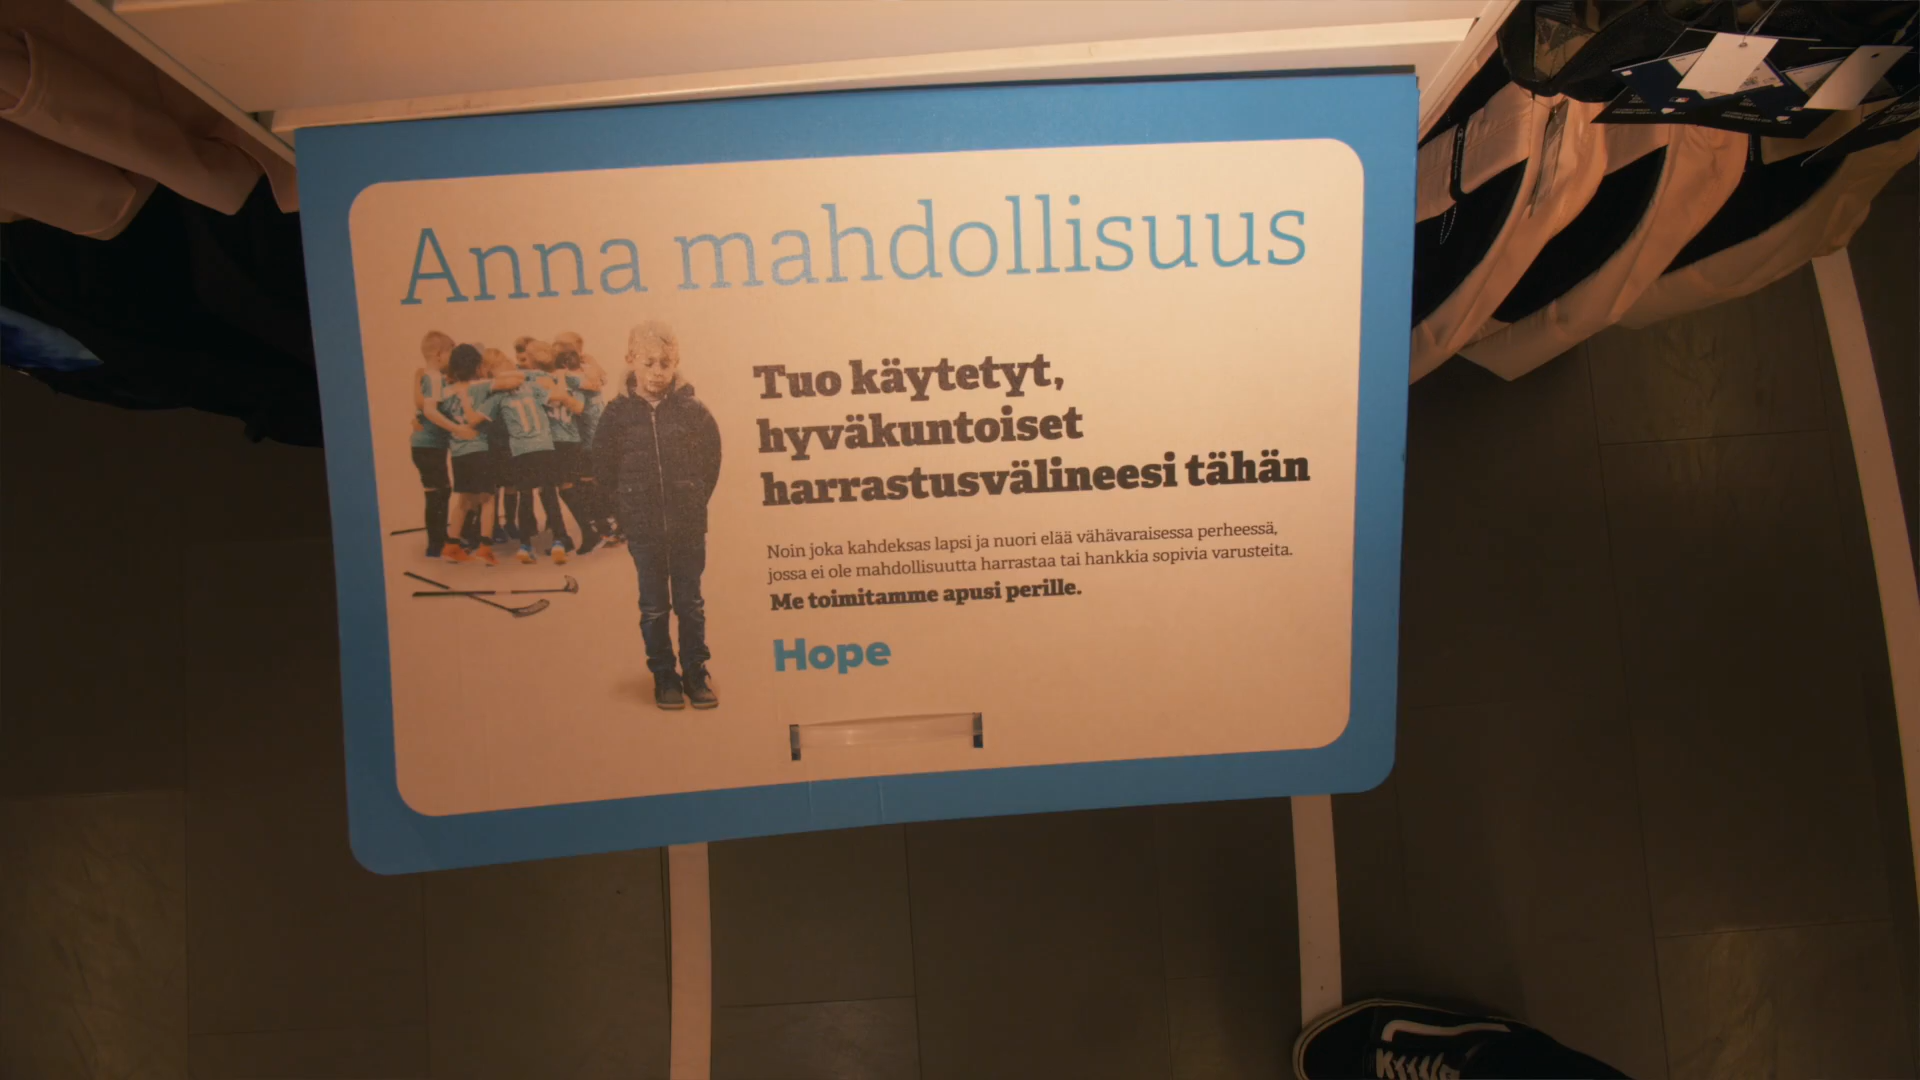 Anna mahdollisuus
Tuo käytetyt,
hyväkuntoiset
harrastusvälineesi tähän
Noin joka kahdeksas lapsi ja nuori elää vähävaraisessa perheessä,
jossa ei ole mahdollisuutta harrastaa tai hankkia sopivia varusteita.
Me toimitamme apusi perille.
Hope
11